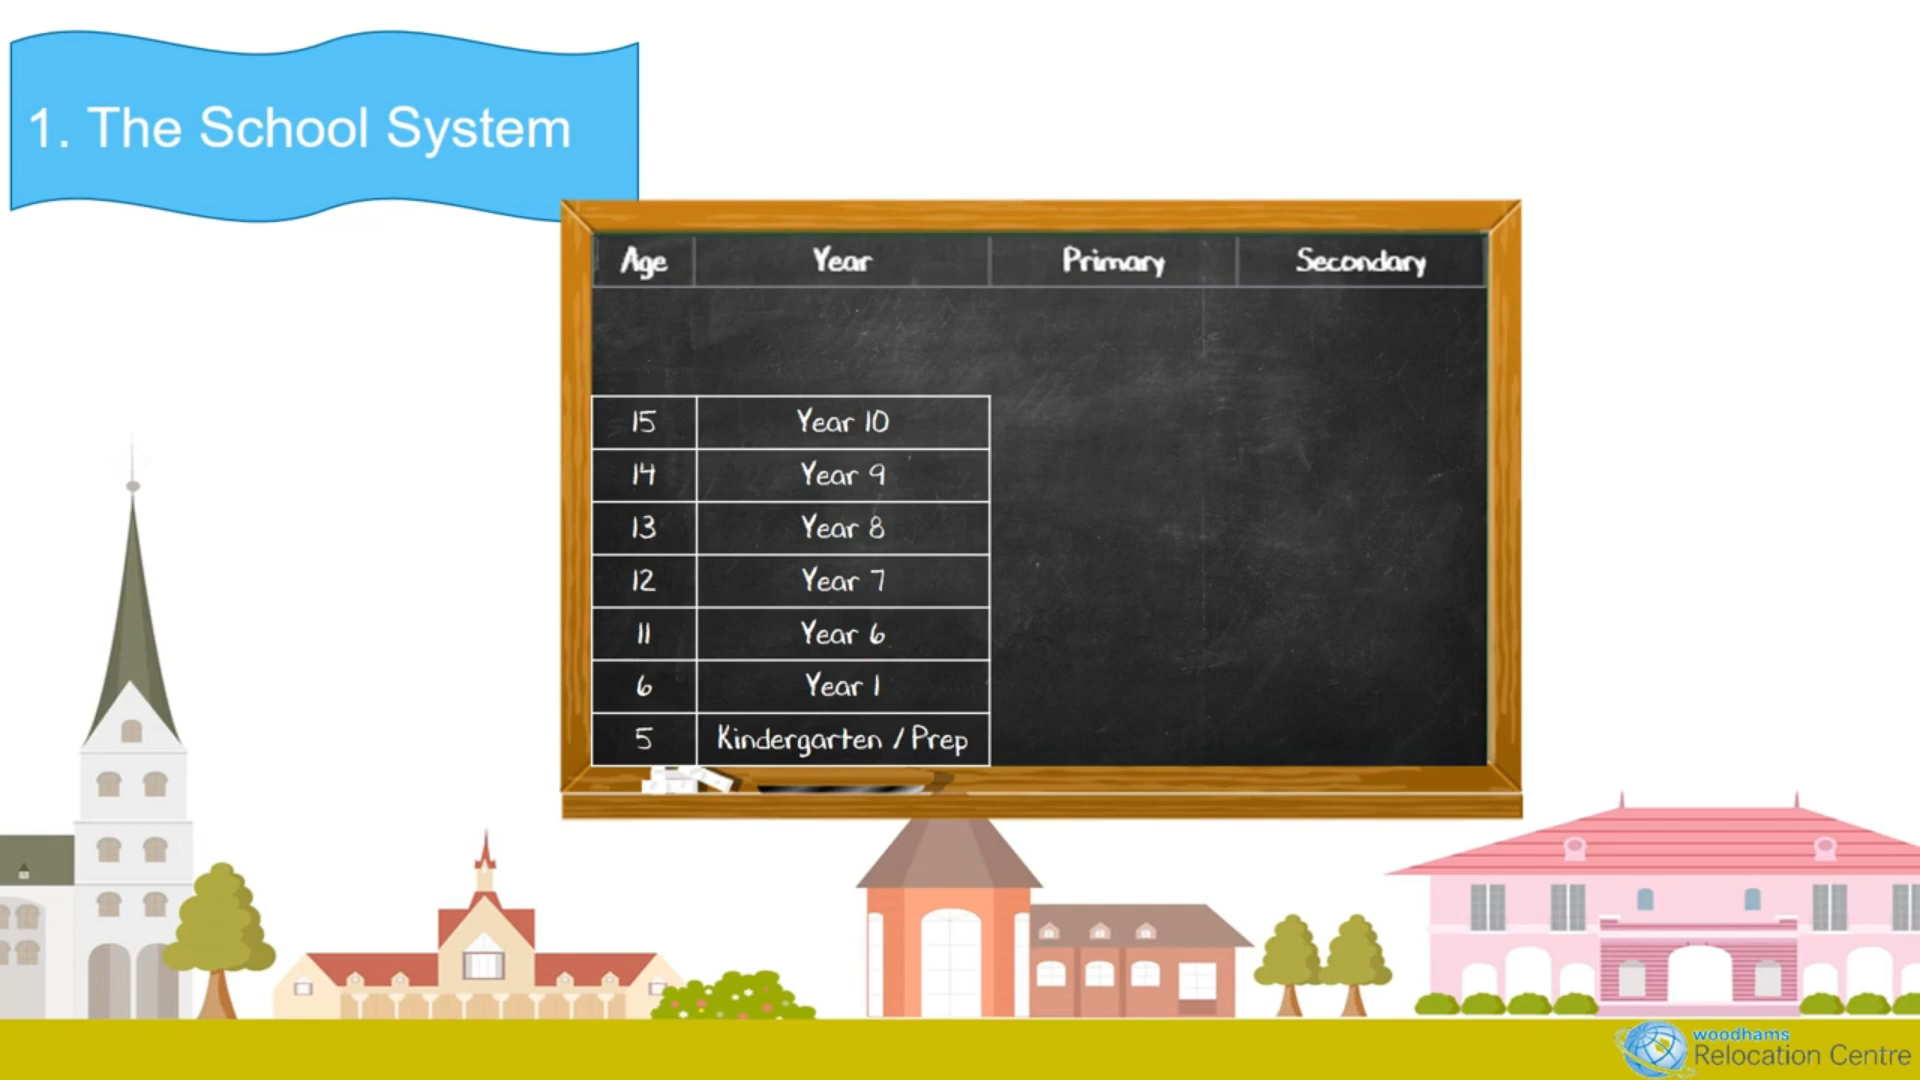 1. The School System
Age Year Primary Secondary
15 Year 10
14 Year 9
13 Year 8
12 Year 7
11 Year 6
6 Year 1
5 Kindergarten / Prep
woodhams
Relocation Centre